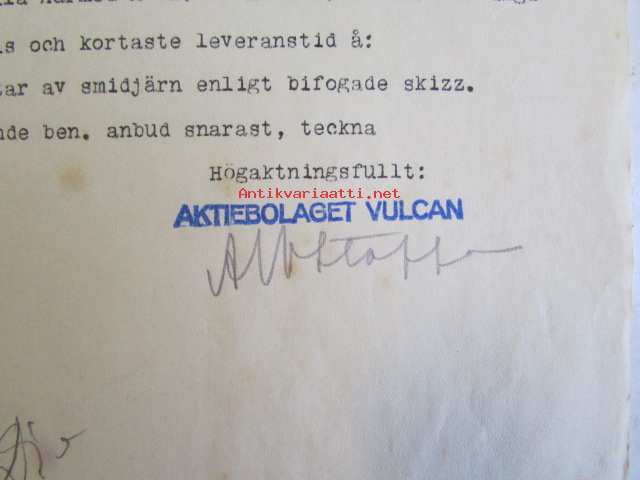 s och kortaste leveranstid å:
tar av smidjärn enligt bifogade skizz.
nde ben. anbud snarast, teckna
Högaktningsfullt:
Antikvariaatti.net
AKTIEBOLAGET VULCAN